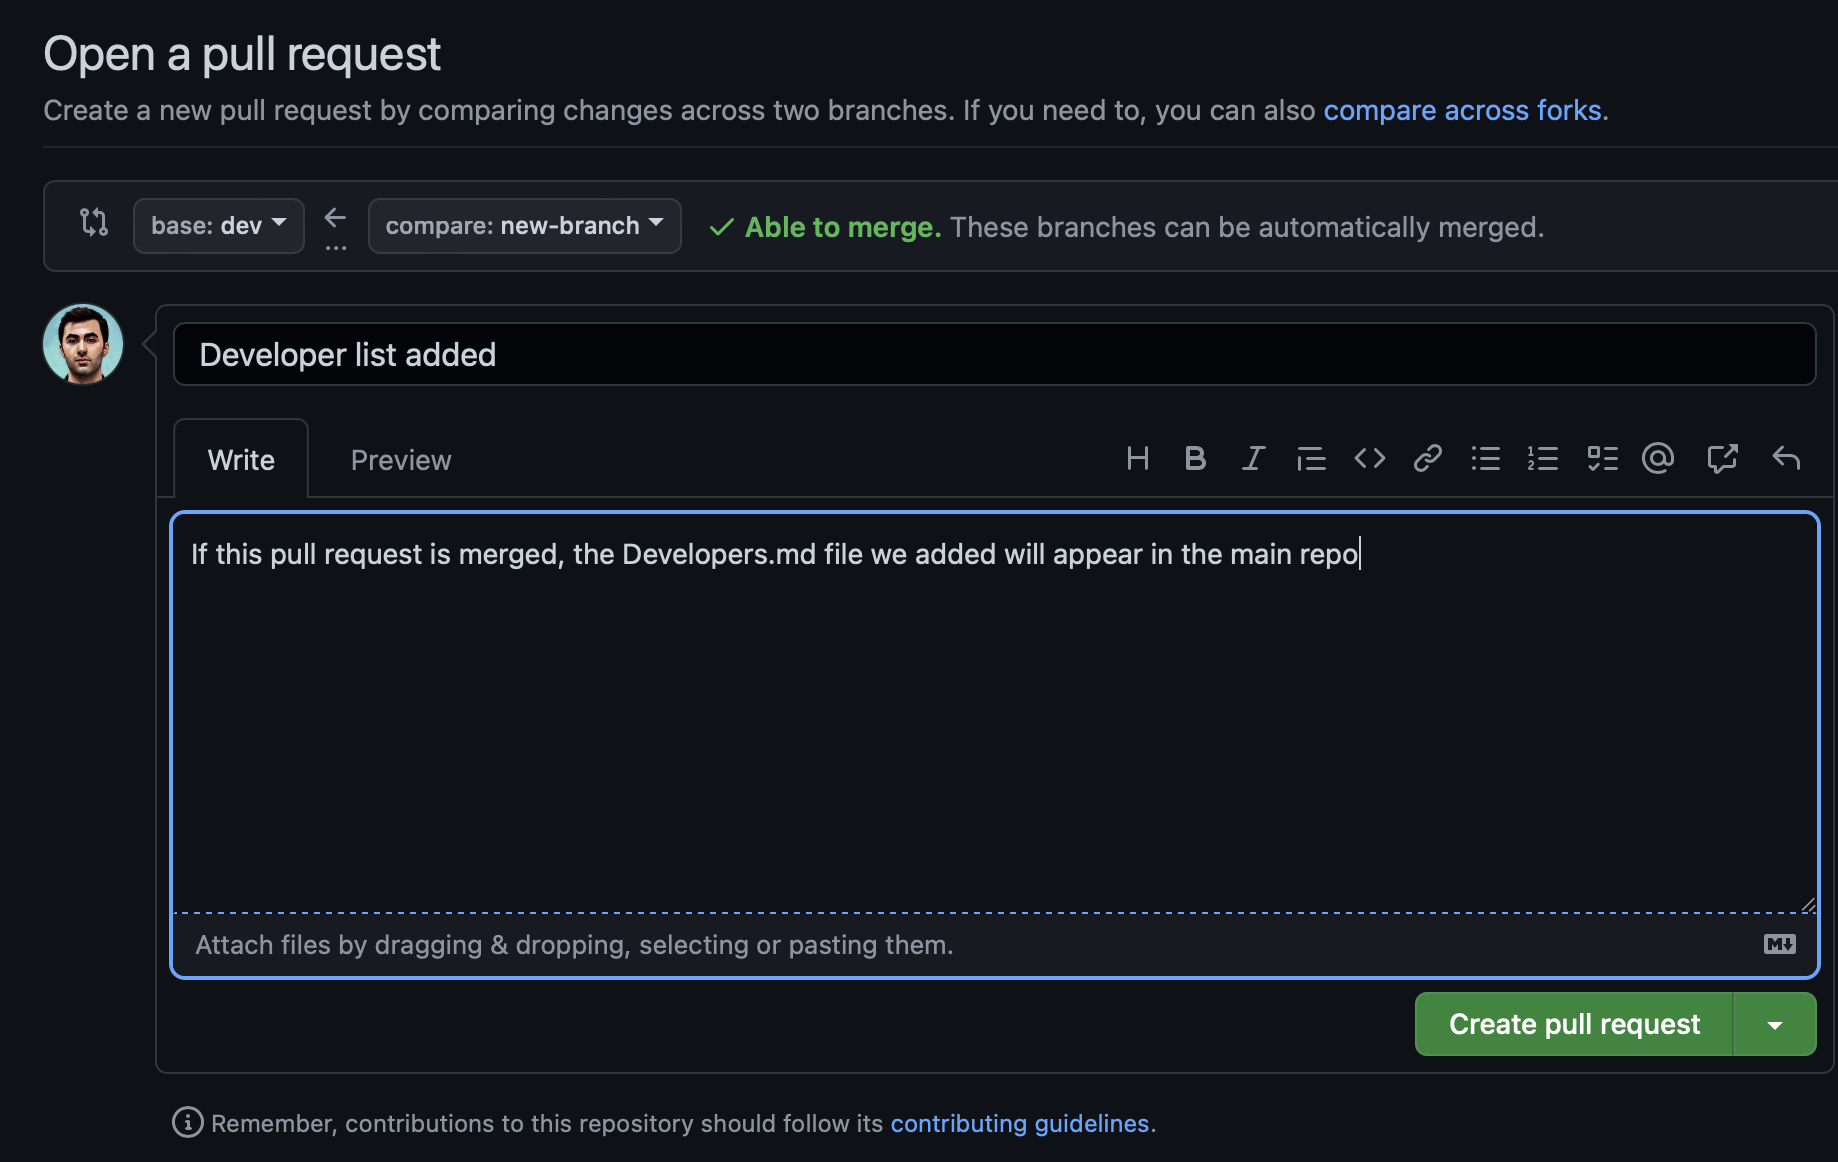 Open a pull request
Create a new pull request by comparing changes across two branches. If you need to, you can also compare across forks.
base: dev ← ... compare: new-branch ✓ Able to merge. These branches can be automatically merged.
Developer list added
Write Preview H B I
If this pull request is merged, the Developers.md file we added will appear in the main repo
Attach files by dragging & dropping, selecting or pasting them. M↓
Create pull request
Remember, contributions to this repository should follow its contributing guidelines.